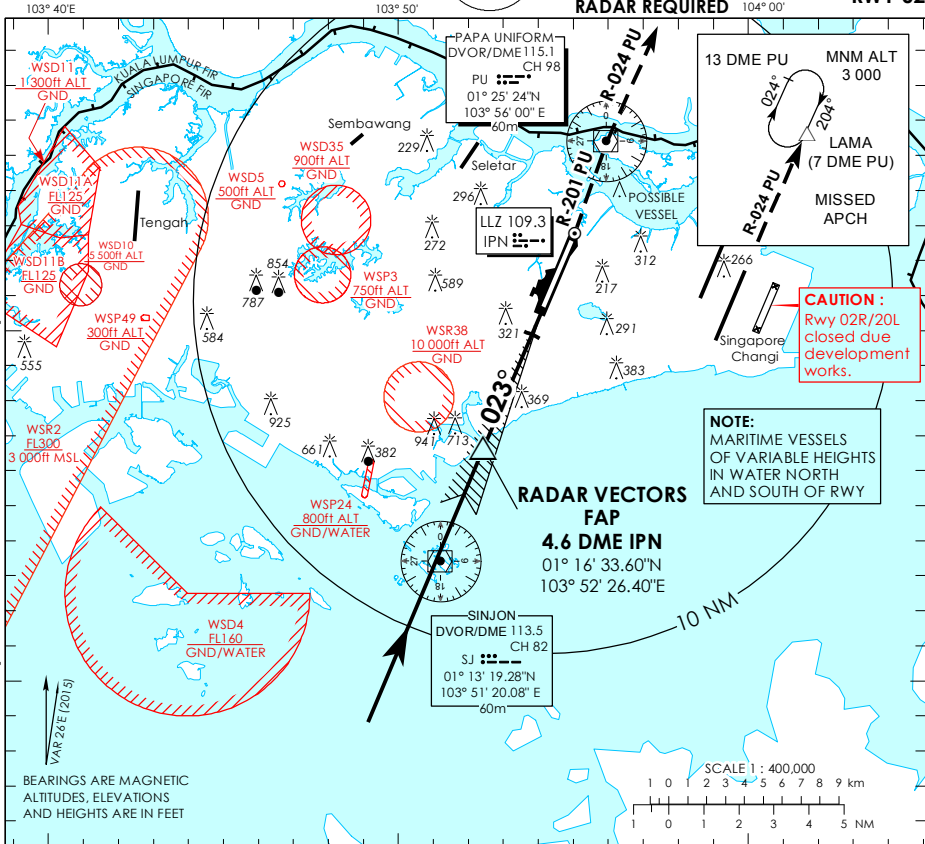 103° 40'
103° 50'
RADAR REQUIRED
104° 00'
RWY 02
PAPA UNIFORM
DVOR/DME 115.1
CH 98
PU
01° 25' 24"N
103° 56' 00" E
60m
R-024 PU
13 DME PU
MNM ALT
3 000
024°
204°
LAMA
(7 DME PU)
R-024 PU
MISSED
APCH
KUALA LUMPUR FIR
SINGAPORE FIR
WSD11
1 300ft ALT
GND
WSD11A
FL125
GND
WSD11B
FL125
GND
WSD10
5 500ft ALT
GND
Tengah
WSP49
300ft ALT
GND
Sembawang
WSD35
900ft ALT
GND
WSD5
500ft ALT
GND
229
Seletar
296
R-201 PU
0
9
18
27
POSSIBLE
VESSEL
LLZ 109.3
IPN
272
312
854
787
WSP3
750ft ALT
GND
589
217
266
584
555
WSR38
10 000ft ALT
GND
321
291
Singapore
Changi
CAUTION :
Rwy 02R/20L
closed due
development
works.
383
023°
369
925
941
713
661
382
WSR2
FL300
3 000ft MSL
NOTE:
MARITIME VESSELS
OF VARIABLE HEIGHTS
IN WATER NORTH
AND SOUTH OF RWY
WSP24
800ft ALT
GND/WATER
RADAR VECTORS
FAP
4.6 DME IPN
01° 16' 33.60"N
103° 52' 26.40"E
0
9
18
27
10 NM
WSD4
FL160
GND/WATER
SINJON
DVOR/DME 113.5
CH 82
SJ
01° 13' 19.28"N
103° 51' 20.08" E
60m
VAR 26'E (2015)
BEARINGS ARE MAGNETIC
ALTITUDES, ELEVATIONS
AND HEIGHTS ARE IN FEET
SCALE 1 : 400,000
1 0 1 2 3 4 5 6 7 8 9 km
1 0 1 2 3 4 5 NM